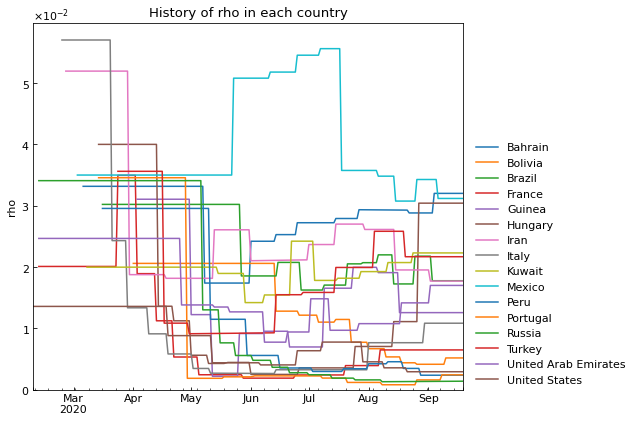 History of rho in each country
×10⁻²
5
4
3
2
1
0
rho
Mar
2020
Apr
May
Jun
Jul
Aug
Sep
Bahrain
Bolivia
Brazil
France
Guinea
Hungary
Iran
Italy
Kuwait
Mexico
Peru
Portugal
Russia
Turkey
United Arab Emirates
United States